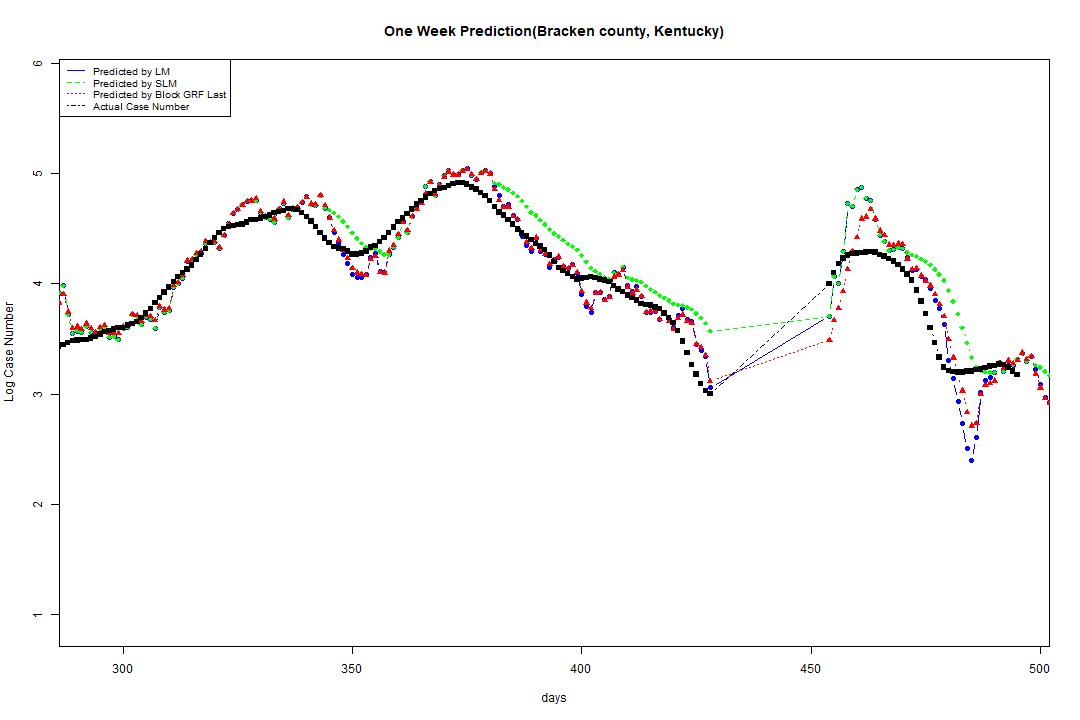 One Week Prediction(Bracken county, Kentucky)
Predicted by LM
Predicted by SLM
Predicted by Block GRF Last
Actual Case Number
Log Case Number
6
5
4
3
2
1
300 350 400 450 500
days